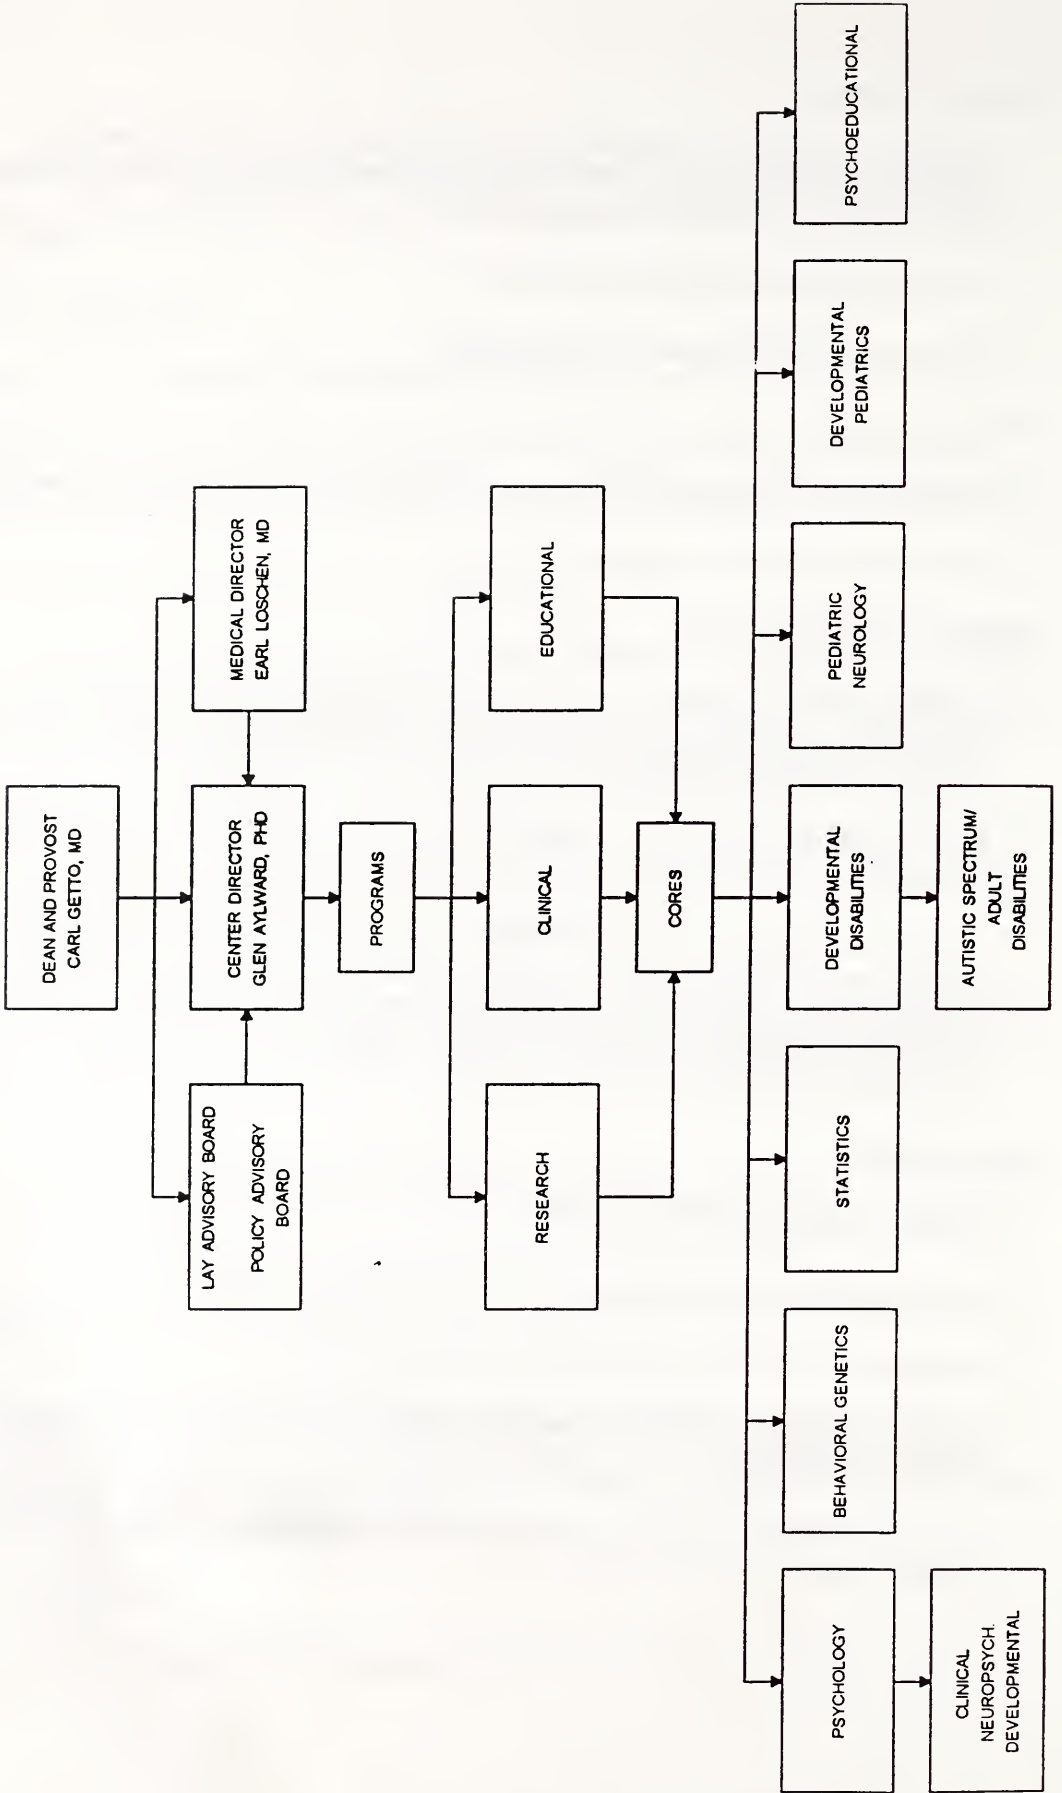 DEAN AND PROVOST
CARL GETTO, MD
LAY ADVISORY BOARD
POLICY ADVISORY
BOARD
CENTER DIRECTOR
GLEN AYLWARD, PHD
MEDICAL DIRECTOR
EARL LOSCHEN, MD
PROGRAMS
RESEARCH
CLINICAL
EDUCATIONAL
CORES
PSYCHOLOGY
BEHAVIORAL GENETICS
STATISTICS
DEVELOPMENTAL
DISABILITIES
PEDIATRIC
NEUROLOGY
DEVELOPMENTAL
PEDIATRICS
PSYCHOEDUCATIONAL
CLINICAL
NEUROPSYCH.
DEVELOPMENTAL
AUTISTIC SPECTRUM/
ADULT
DISABILITIES